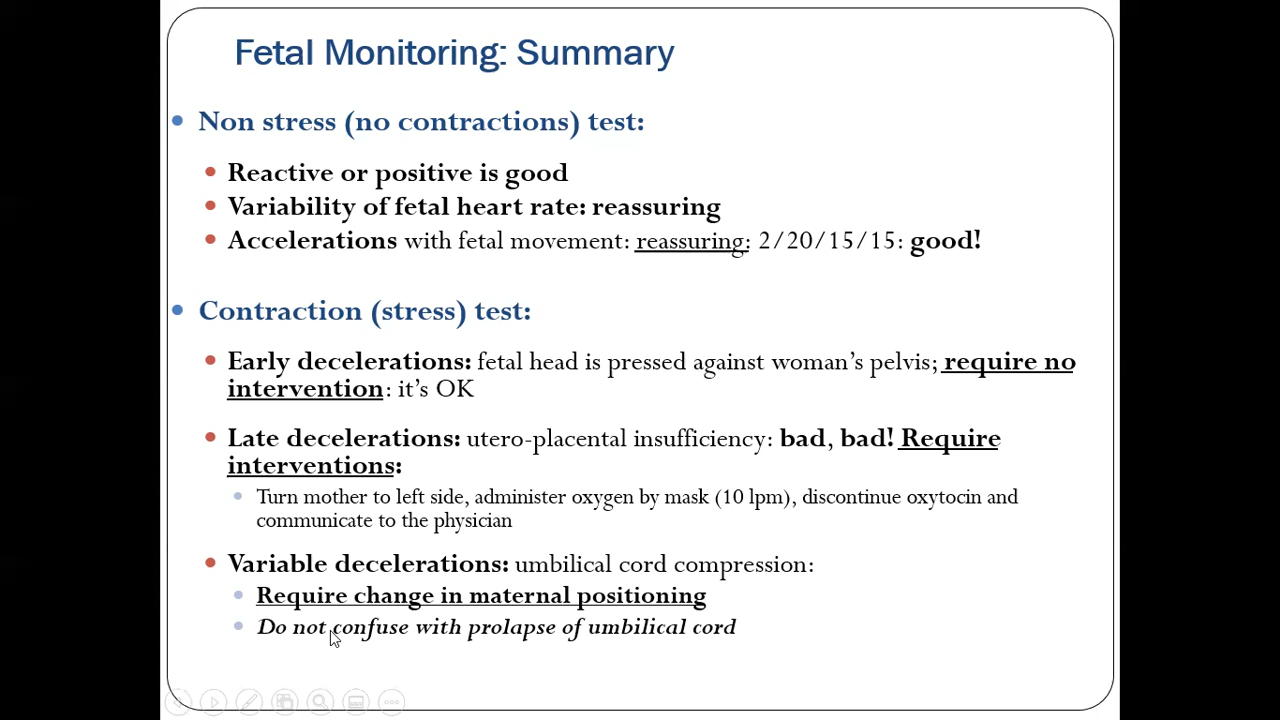 Fetal Monitoring: Summary
Non stress (no contractions) test:
Reactive or positive is good
Variability of fetal heart rate: reassuring
Accelerations with fetal movement: reassuring: 2/20/15/15: good!
Contraction (stress) test:
Early decelerations: fetal head is pressed against woman's pelvis; require no
intervention: it's OK
Late decelerations: utero-placental insufficiency: bad, bad! Require
interventions:
Turn mother to left side, administer oxygen by mask (10 lpm), discontinue oxytocin and
communicate to the physician
Variable decelerations: umbilical cord compression:
Require change in maternal positioning
Do not confuse with prolapse of umbilical cord